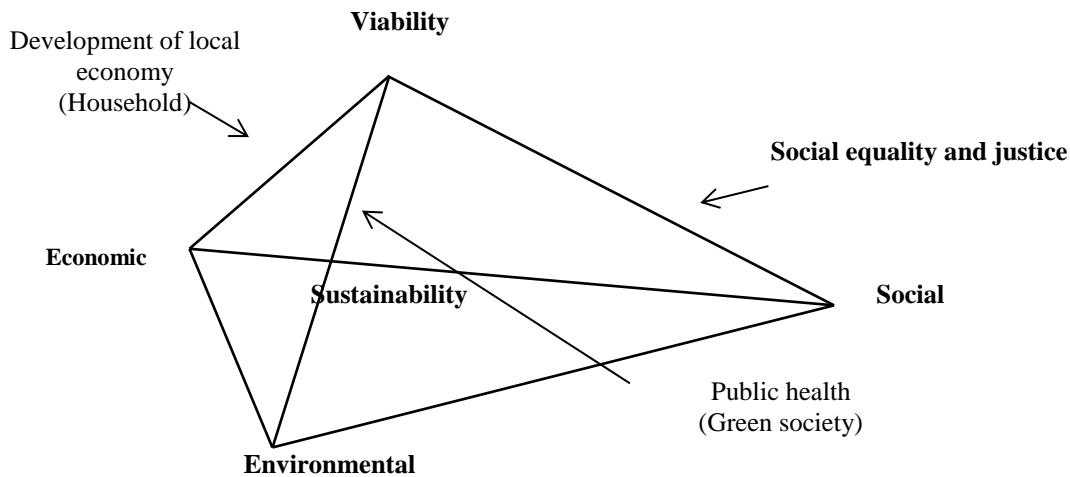 Viability
Development of local
economy
(Household)
Social equality and justice
Economic
Sustainability
Social
Public health
(Green society)
Environmental